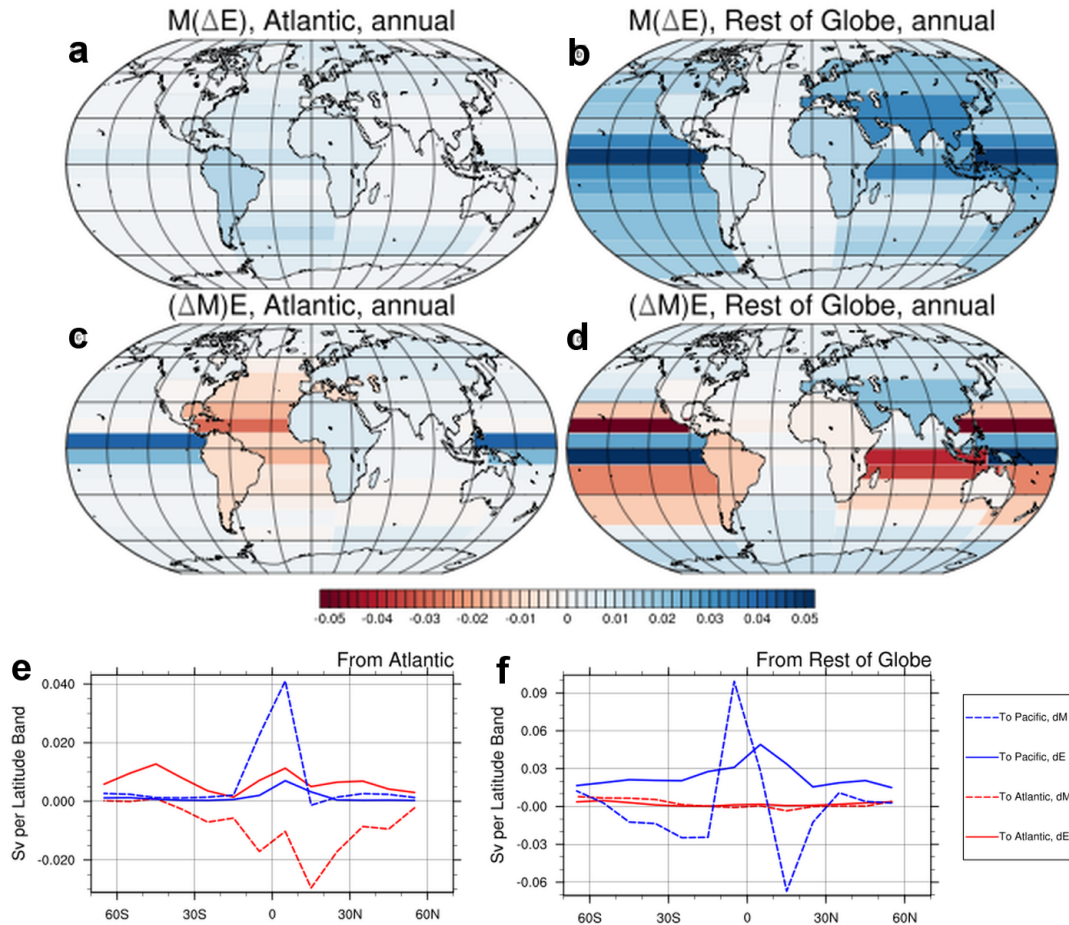 M(ΔE), Atlantic, annual
M(ΔE), Rest of Globe, annual
a
b
(ΔM)E, Atlantic, annual
(ΔM)E, Rest of Globe, annual
c
d
-0.05 -0.04 -0.03 -0.02 -0.01 0 0.01 0.02 0.03 0.04 0.05
e
From Atlantic
f
From Rest of Globe
Sv per Latitude Band
0.040
0.020
0.000
-0.020
60S 30S 0 30N 60N
Sv per Latitude Band
0.09
0.06
0.03
-0.00
-0.03
-0.06
60S 30S 0 30N 60N
To Pacific, dM
To Pacific, dE
To Atlantic, dM
To Atlantic, dE